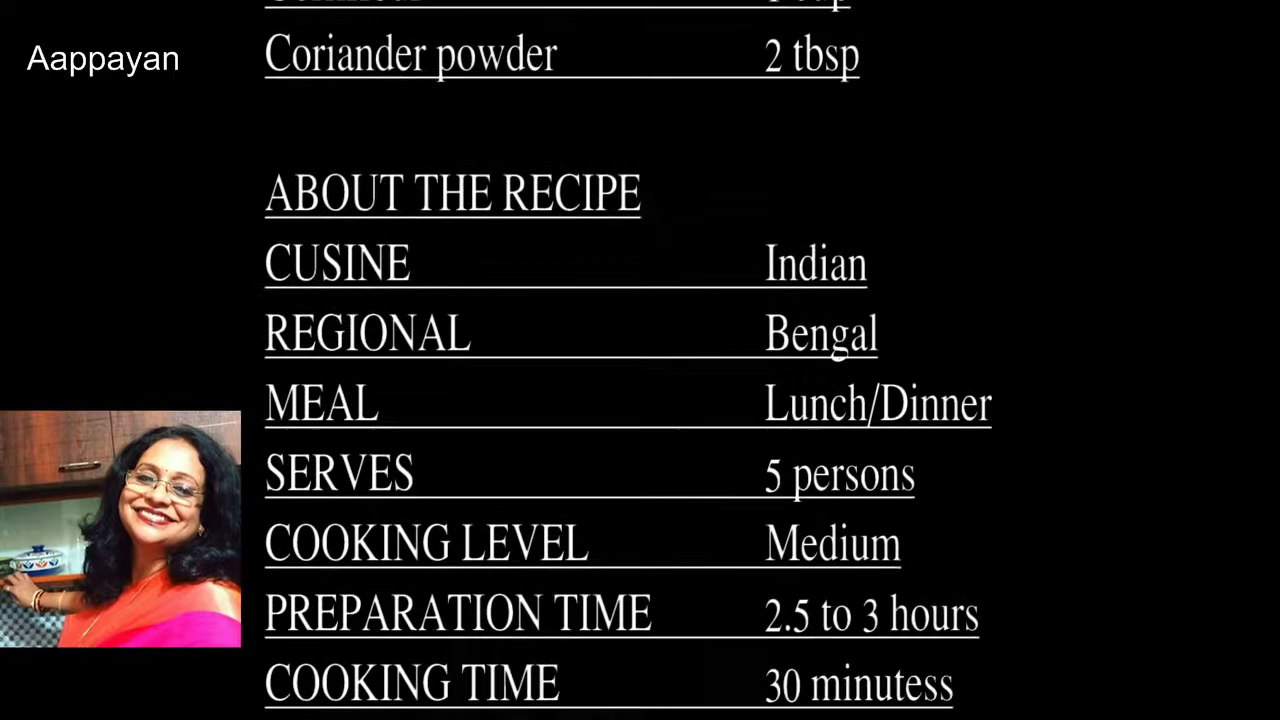 Aappayan
Coriander powder 2 tbsp
ABOUT THE RECIPE
CUSINE Indian
REGIONAL Bengal
MEAL Lunch/Dinner
SERVES 5 persons
COOKING LEVEL Medium
PREPARATION TIME 2.5 to 3 hours
COOKING TIME 30 minutess